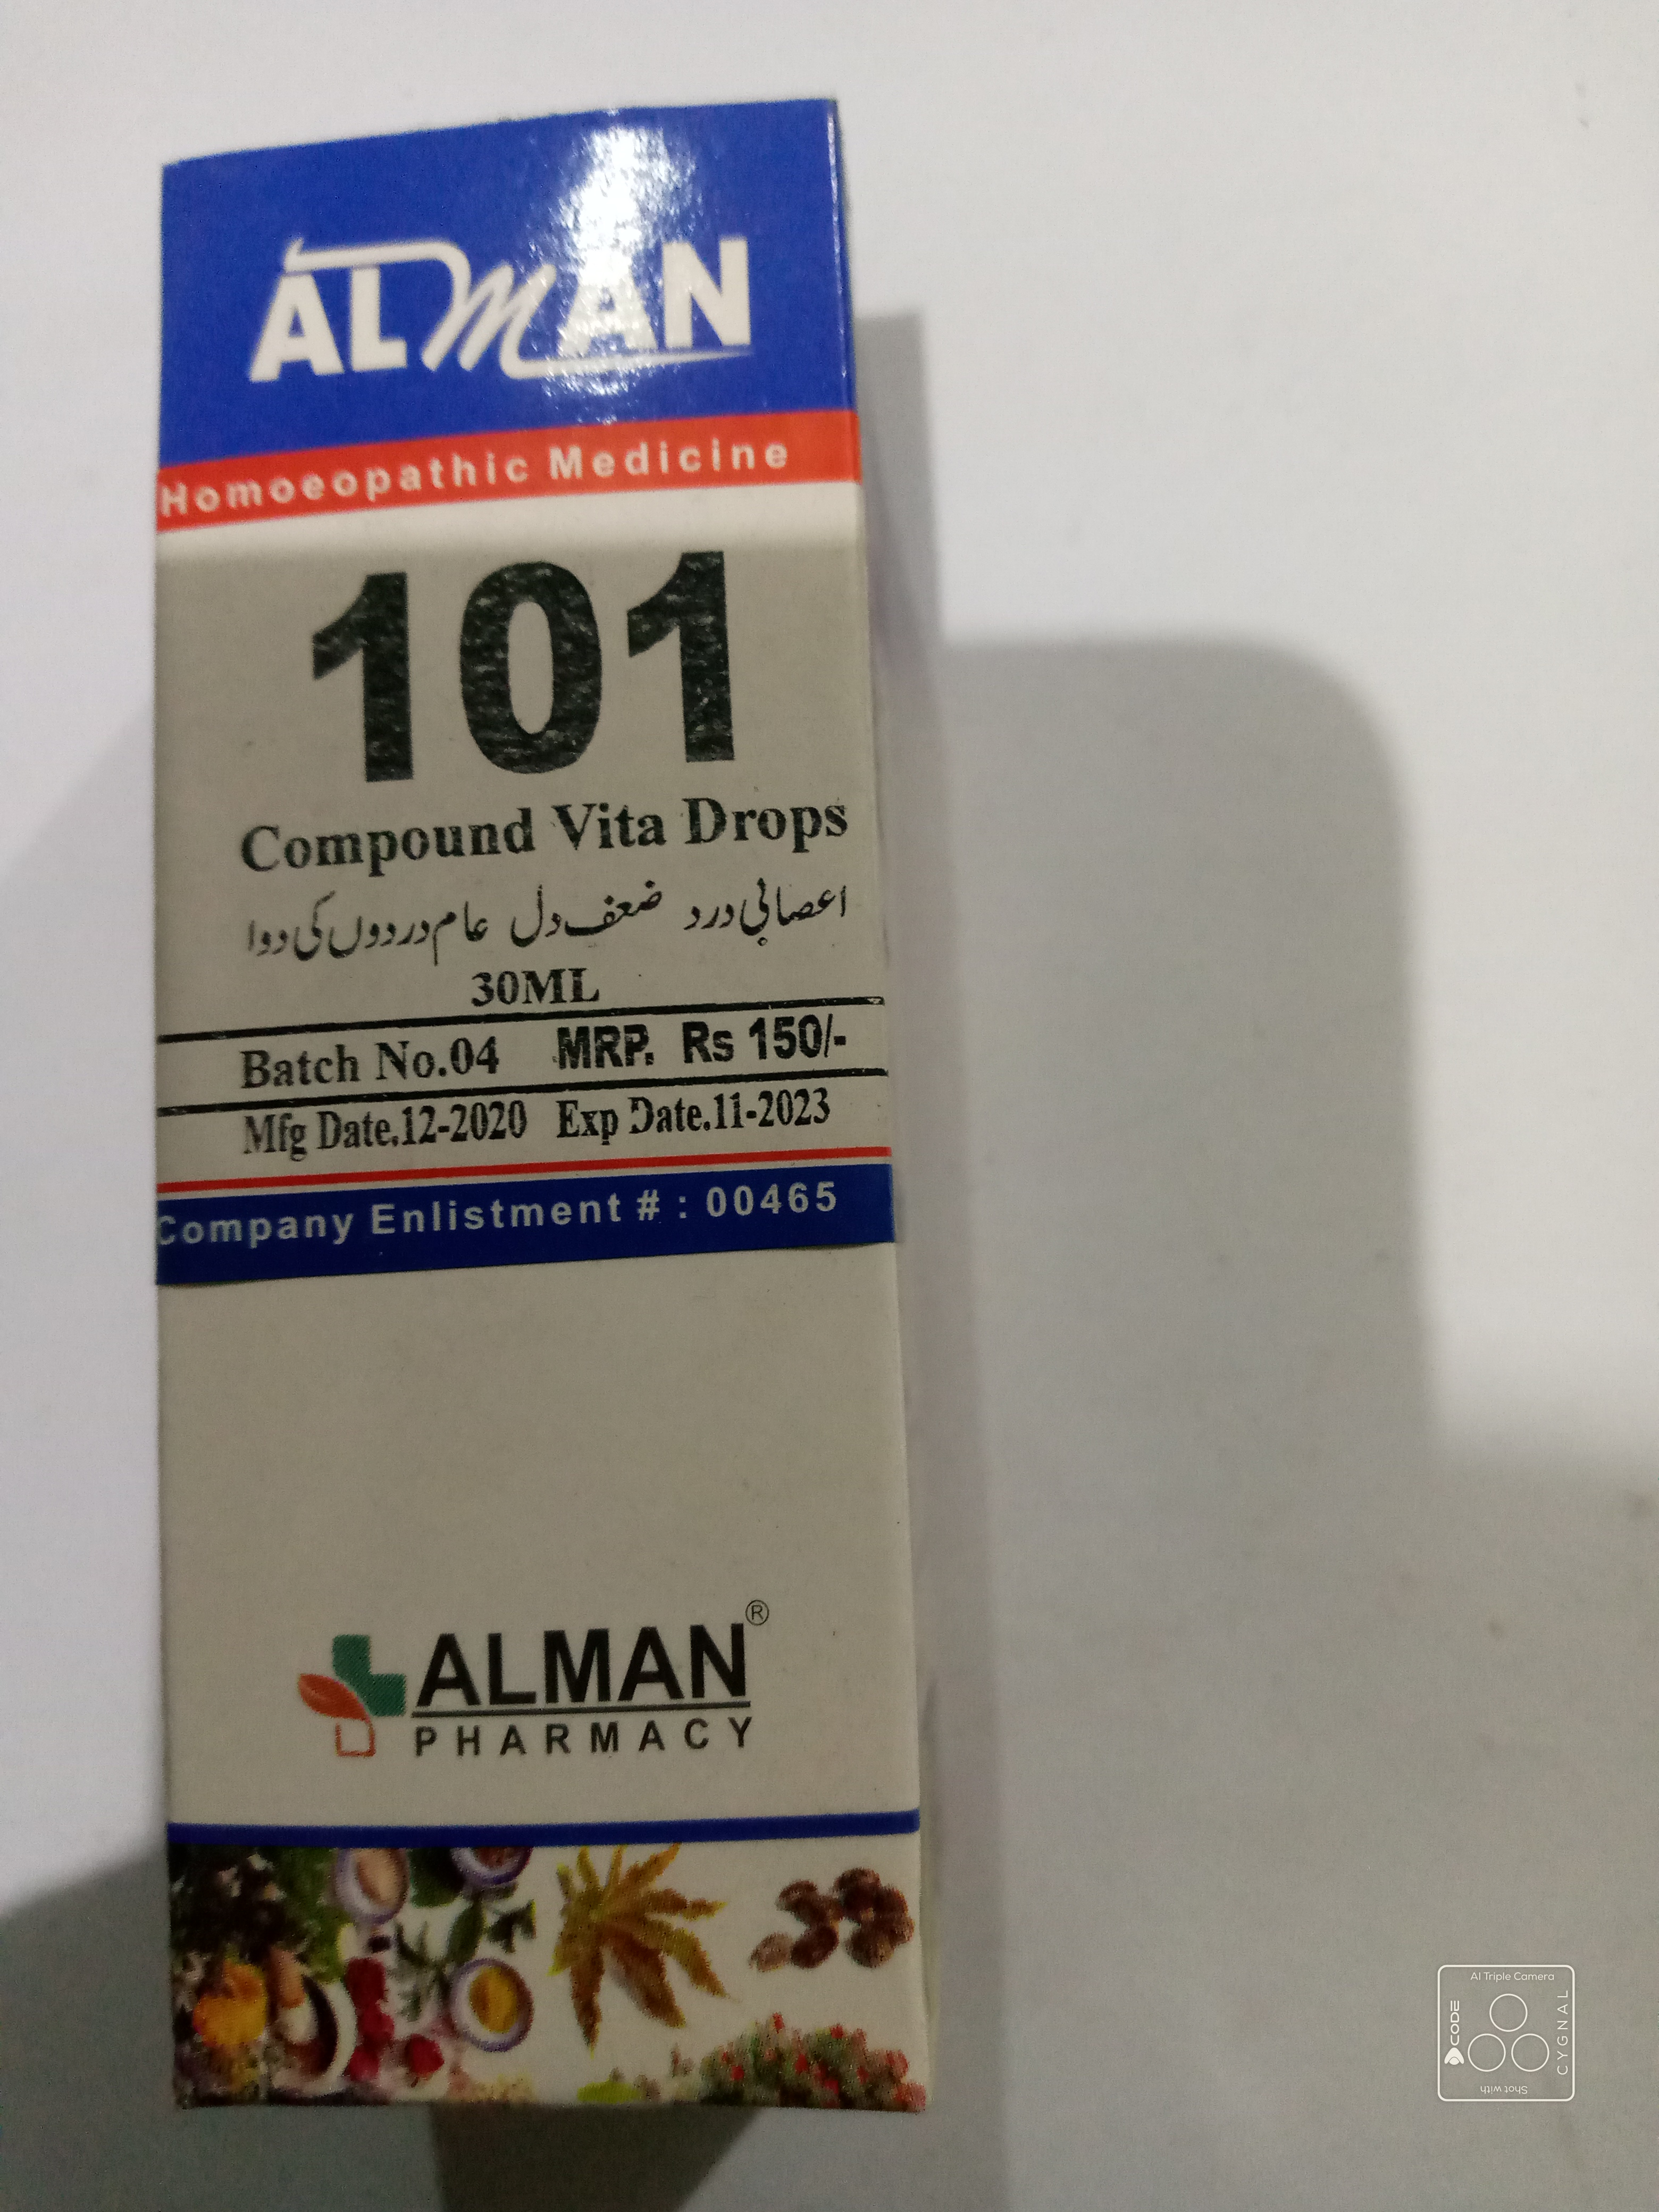 ALMAN
Homoeopathic Medicine
101
Compound Vita Drops
اعصابی درد ضعف دل عام دردوں کی دوا
30ML
Batch No.04 MRP. Rs 150/-
Mfg Date.12-2020 Exp Date.11-2023
Company Enlistment # : 00465
ALMAN®
PHARMACY
AI Triple Camera
CODE
CYGNAL
Shot with